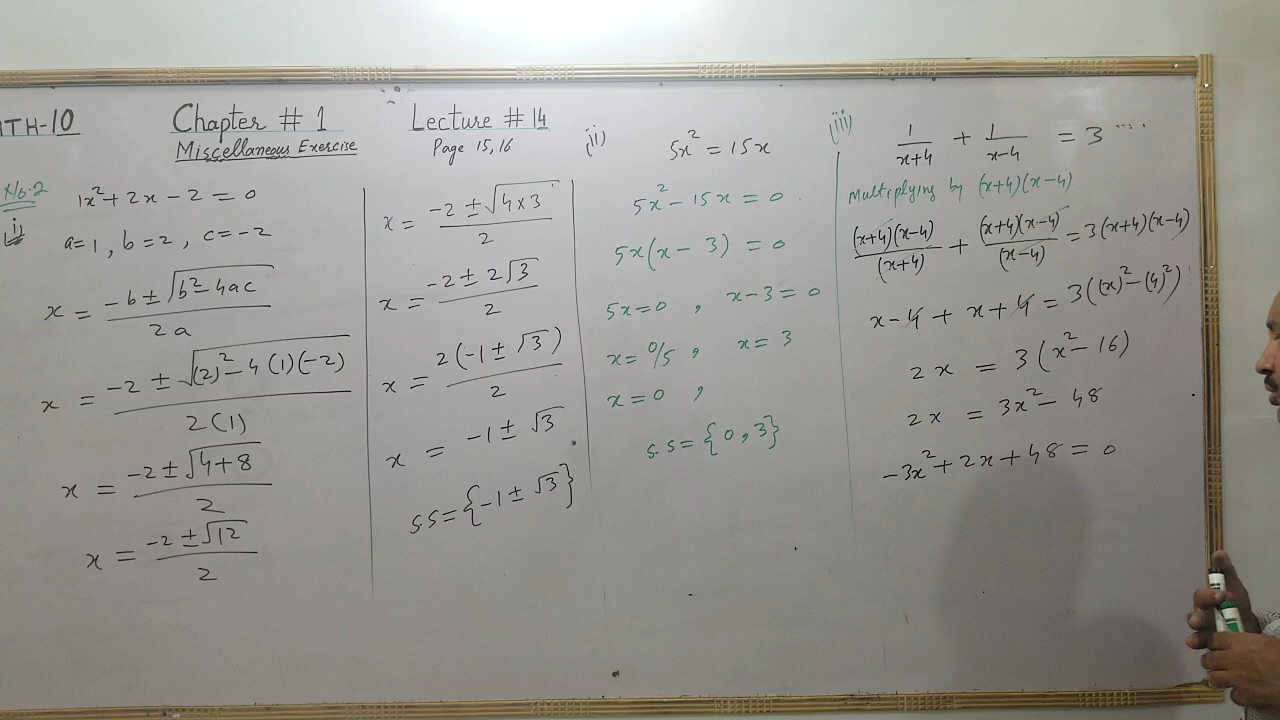 MTH-10 Chapter # 1 Lecture # 14
Miscellaneous Exercise Page 15, 16
i) 1x² + 2x - 2 = 0
a = 1 , b = 2 , c = -2
x = (-b ± √(b² - 4ac)) / 2a
x = (-2 ± √((2)² - 4(1)(-2))) / 2(1)
x = (-2 ± √(4+8)) / 2
x = (-2 ± √12) / 2
x = (-2 ± √(4×3)) / 2
x = (-2 ± 2√3) / 2
x = 2(-1 ± √3) / 2
x = -1 ± √3
S.S = {-1 ± √3}
(ii) 5x² = 15x
5x² - 15x = 0
5x(x - 3) = 0
5x = 0 , x - 3 = 0
x = 0/5 , x = 3
x = 0 ,
S.S = {0 , 3}
(iii) 1/(x+4) + 1/(x-4) = 3 ....
Multiplying by (x+4)(x-4)
(x+4)(x-4)/(x+4) + (x+4)(x-4)/(x-4) = 3(x+4)(x-4)
x - 4 + x + 4 = 3((x)² - (4²)
2x = 3(x² - 16)
2x = 3x² - 48
-3x² + 2x + 48 = 0